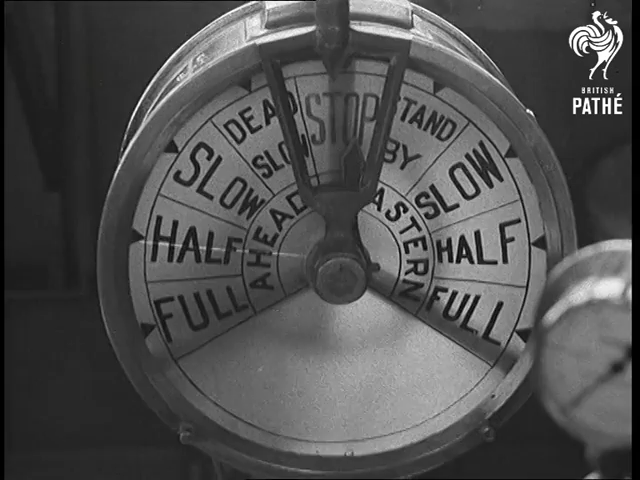 BRITISH
PATHÉ
STOP
DEAD
SLOW
STAND
BY
SLOW
SLOW
HALF
HALF
FULL
FULL
AHEAD
ASTERN